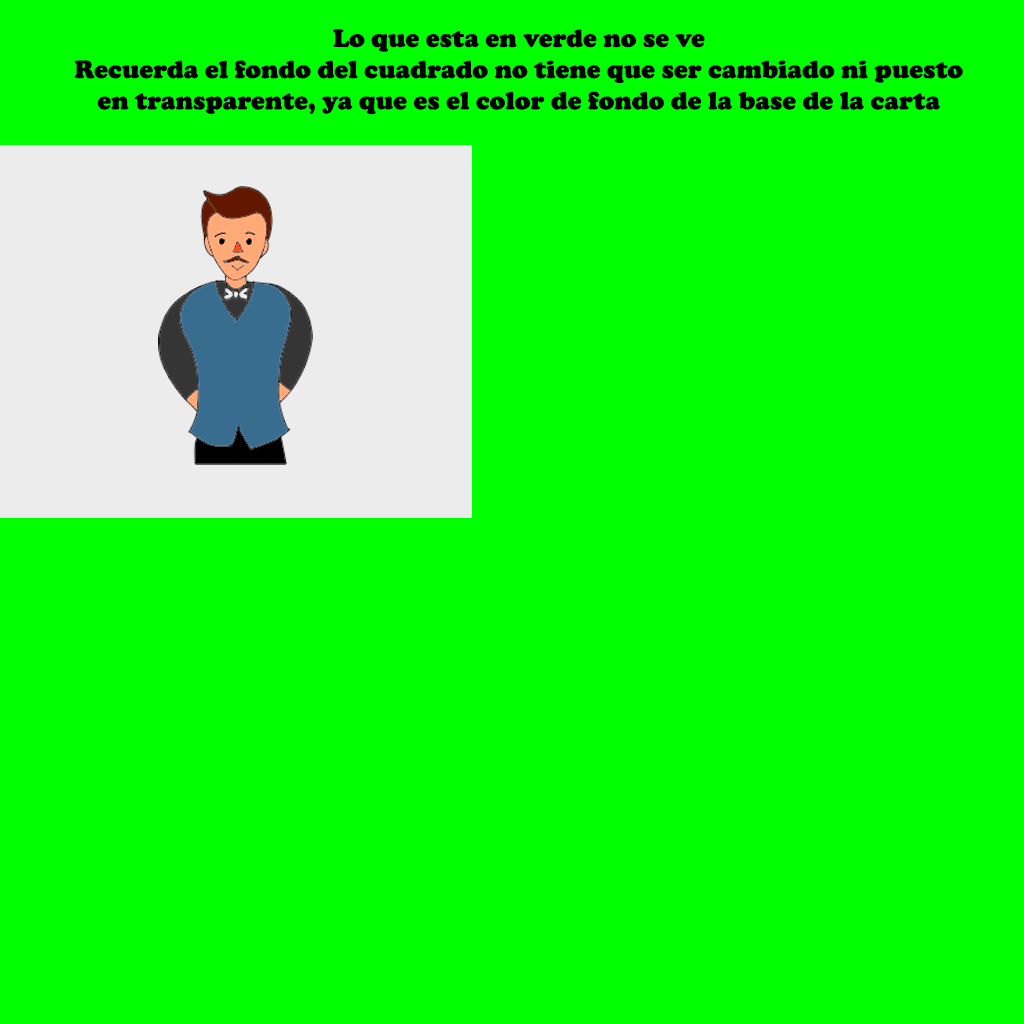 Lo que esta en verde no se ve
Recuerda el fondo del cuadrado no tiene que ser cambiado ni puesto
en transparente, ya que es el color de fondo de la base de la carta